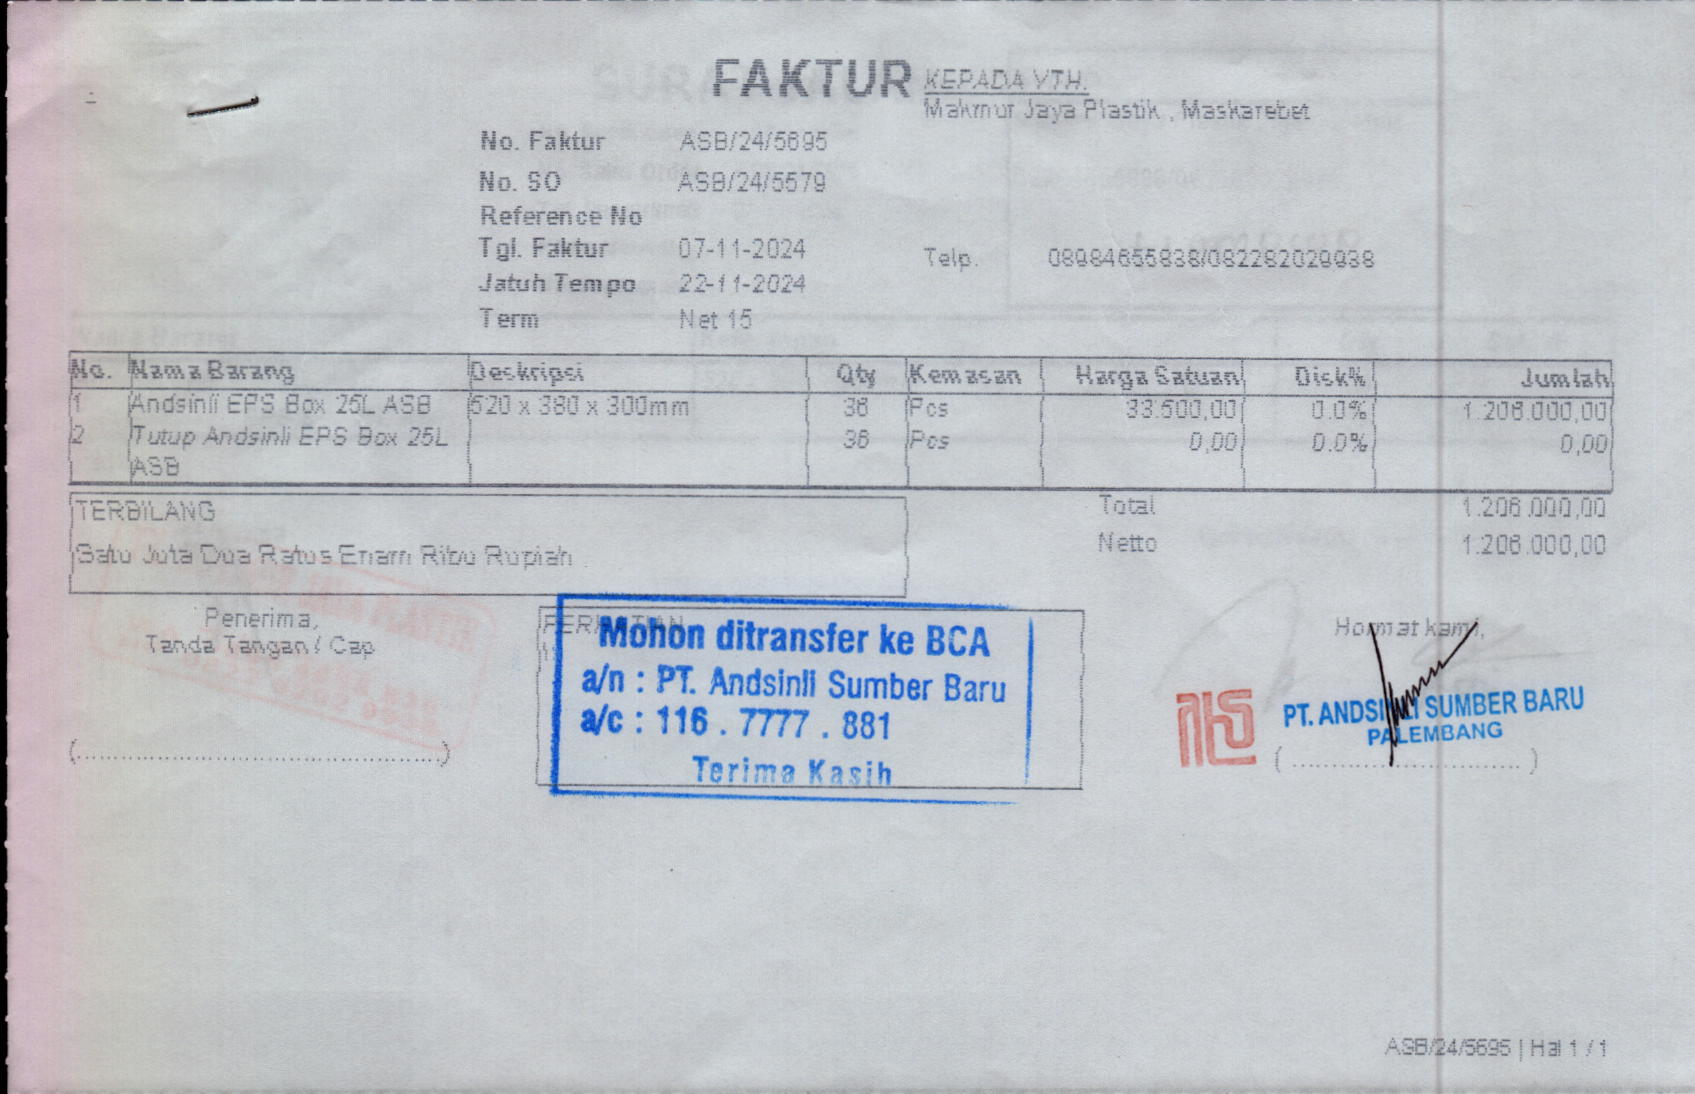 FAKTUR
KEPADA YTH.
Makmur Jaya Plastik , Maskarebet
No. Faktur ASB/24/5695
No. SO ASB/24/5579
Reference No
Tgl. Faktur 07-11-2024
Jatuh Tempo 22-11-2024
Term Net 15
Telp. 08984655838/082282029938
No. Nama Barang Deskripsi Qty Kemasan Harga Satuan Disk% Jumlah
1 Andsinli EPS Box 25L ASB 520 x 380 x 300mm 36 Pcs 33.500,00 0.0% 1.206.000,00
2 Tutup Andsinli EPS Box 25L 36 Pcs 0,00 0.0% 0,00
ASB
TERBILANG
Satu Juta Dua Ratus Enam Ribu Rupiah
Total 1.206.000,00
Netto 1.206.000,00
Penerima,
Tanda Tangan / Cap
(............................................)
Mohon ditransfer ke BCA
a/n : PT. Andsinli Sumber Baru
a/c : 116 . 7777 . 881
Terima Kasih
Hormat kami,
PT. ANDSINLI SUMBER BARU
PALEMBANG
( ............................ )
ASB/24/5695 | Hal 1 / 1